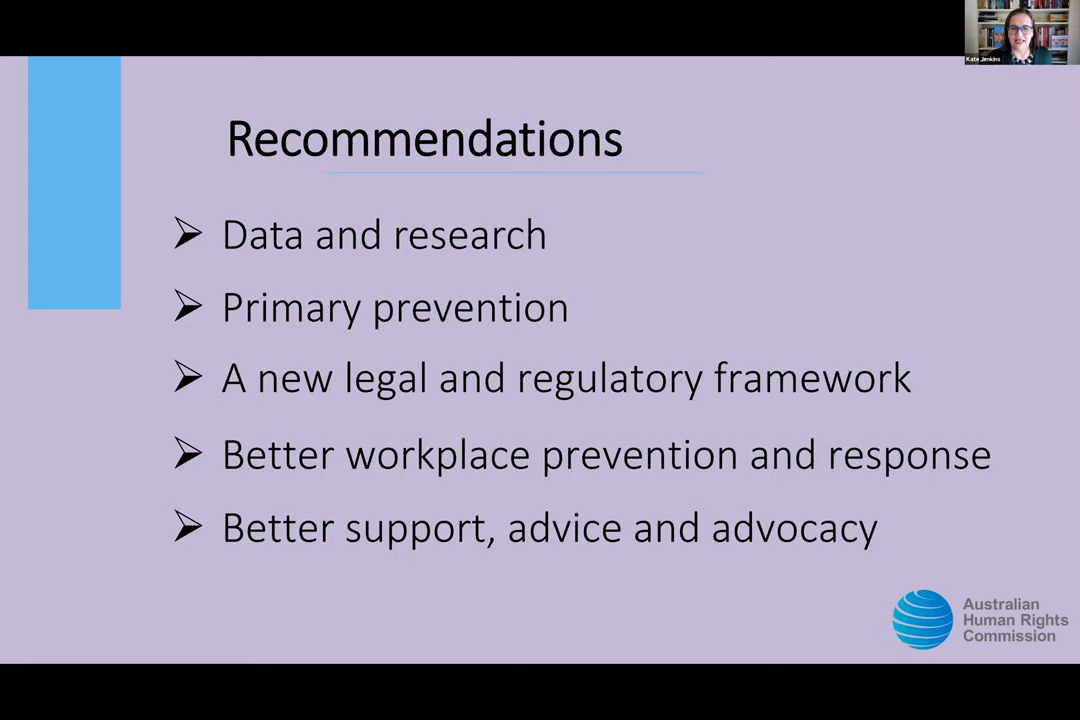 Kate Jenkins
Recommendations
Data and research
Primary prevention
A new legal and regulatory framework
Better workplace prevention and response
Better support, advice and advocacy
Australian
Human Rights
Commission